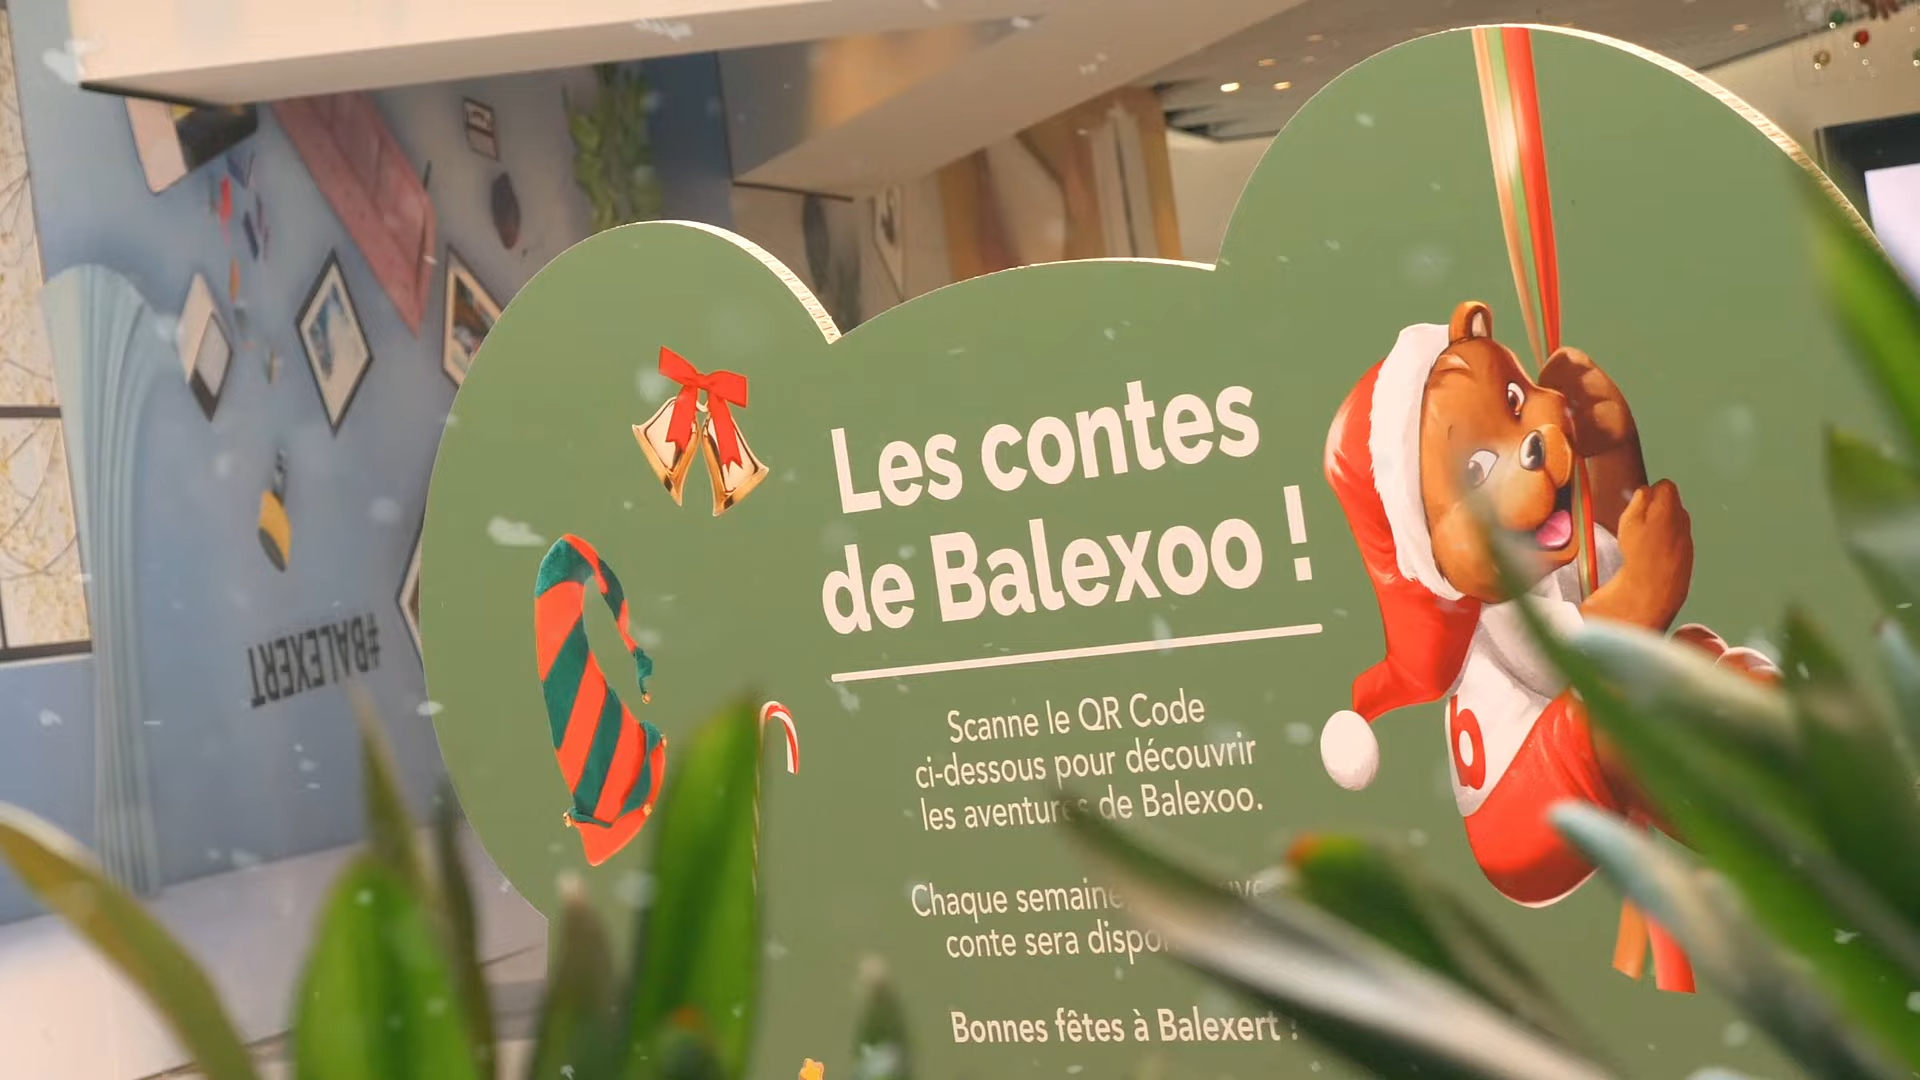 Les contes
de Balexoo !
Scanne le QR Code
ci-dessous pour découvrir
les aventures de Balexoo.
Chaque semaine
conte sera
Bonnes fêtes à Balexert !
#BALEXERT
b